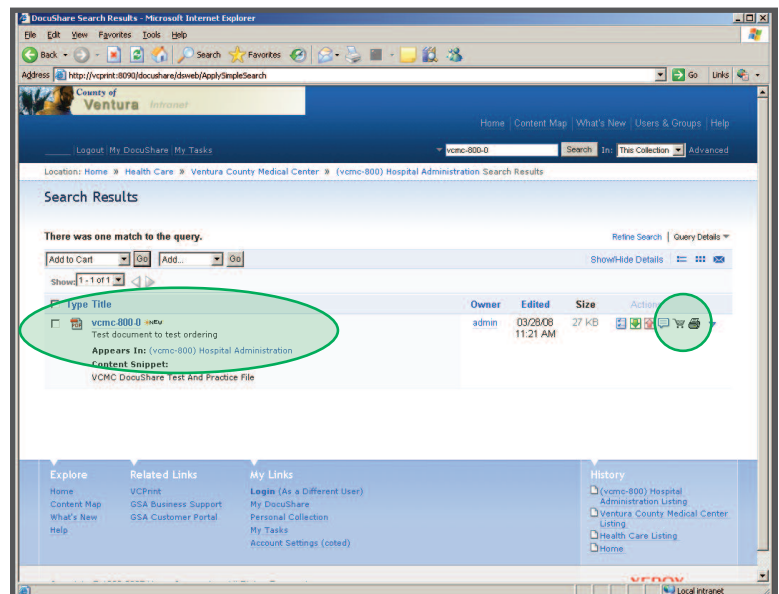 DocuShare Search Results - Microsoft Internet Explorer
File Edit View Favorites Tools Help
Back Search Favorites
Address http://vcprint:8090/docushare/dsweb/ApplySimpleSearch Go Links
County of
Ventura Intranet
Home | Content Map | What's New | Users & Groups | Help
Logout | My DocuShare | My Tasks vcmc-800-0 Search In: This Collection Advanced
Location: Home » Health Care » Ventura County Medical Center » (vcmc-800) Hospital Administration Search Results
Search Results
There was one match to the query. Refine Search | Query Details
Add to Cart Go Add... Go Show/Hide Details
Show: 1 - 1 of 1
Type Title Owner Edited Size Actions
vcmc-800-0 NEW admin 03/28/08 27 KB
Test document to test ordering 11:21 AM
Appears In: (vcmc-800) Hospital Administration
Content Snippet:
VCMC DocuShare Test And Practice File
Explore Related Links My Links History
Home VCPrint Login (As a Different User) (vcmc-800) Hospital
Content Map GSA Business Support My DocuShare Administration Listing
What's New GSA Customer Portal Personal Collection Ventura County Medical Center
Help My Tasks Listing
Account Settings (coted) Health Care Listing
Home
XEROX
Local intranet